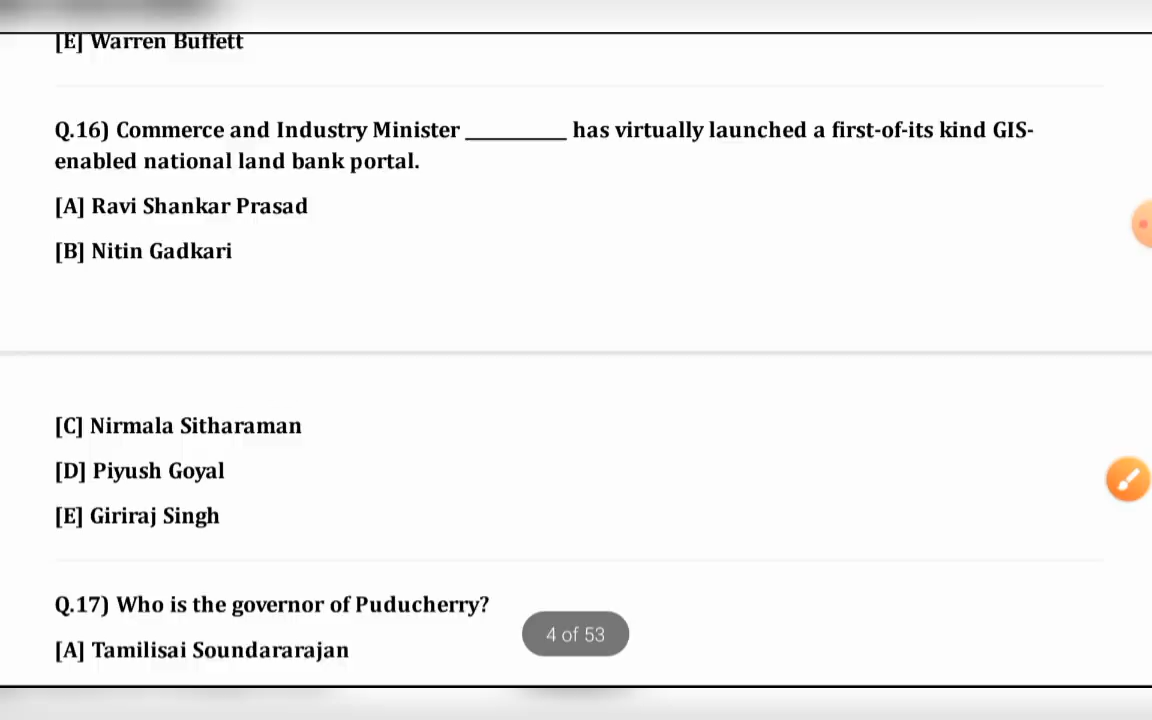 [E] Warren Buffett
Q.16) Commerce and Industry Minister _________ has virtually launched a first-of-its kind GIS-
enabled national land bank portal.
[A] Ravi Shankar Prasad
[B] Nitin Gadkari
[C] Nirmala Sitharaman
[D] Piyush Goyal
[E] Giriraj Singh
Q.17) Who is the governor of Puducherry?
4 of 53
[A] Tamilisai Soundararajan